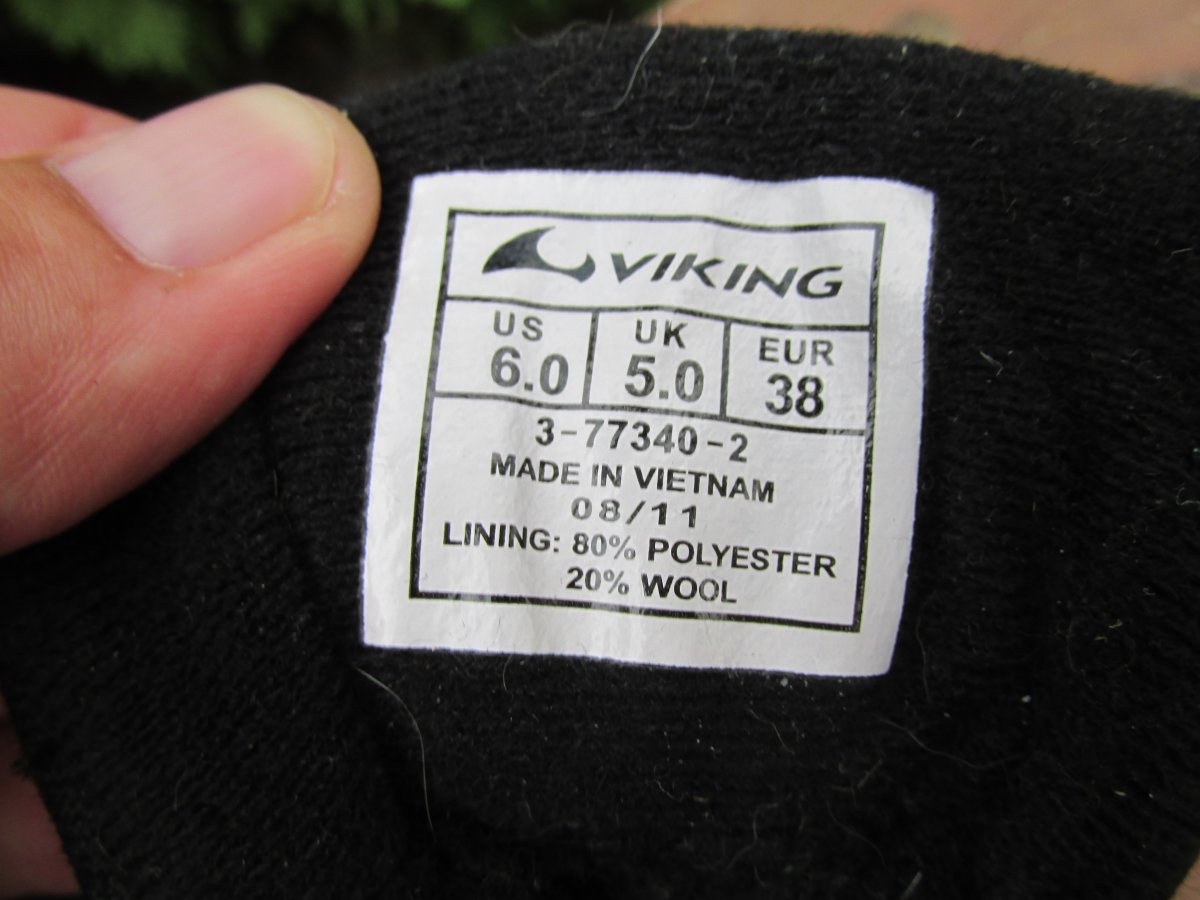 VIKING
US UK EUR
6.0 5.0 38
3-77340-2
MADE IN VIETNAM
08/11
LINING: 80% POLYESTER
20% WOOL